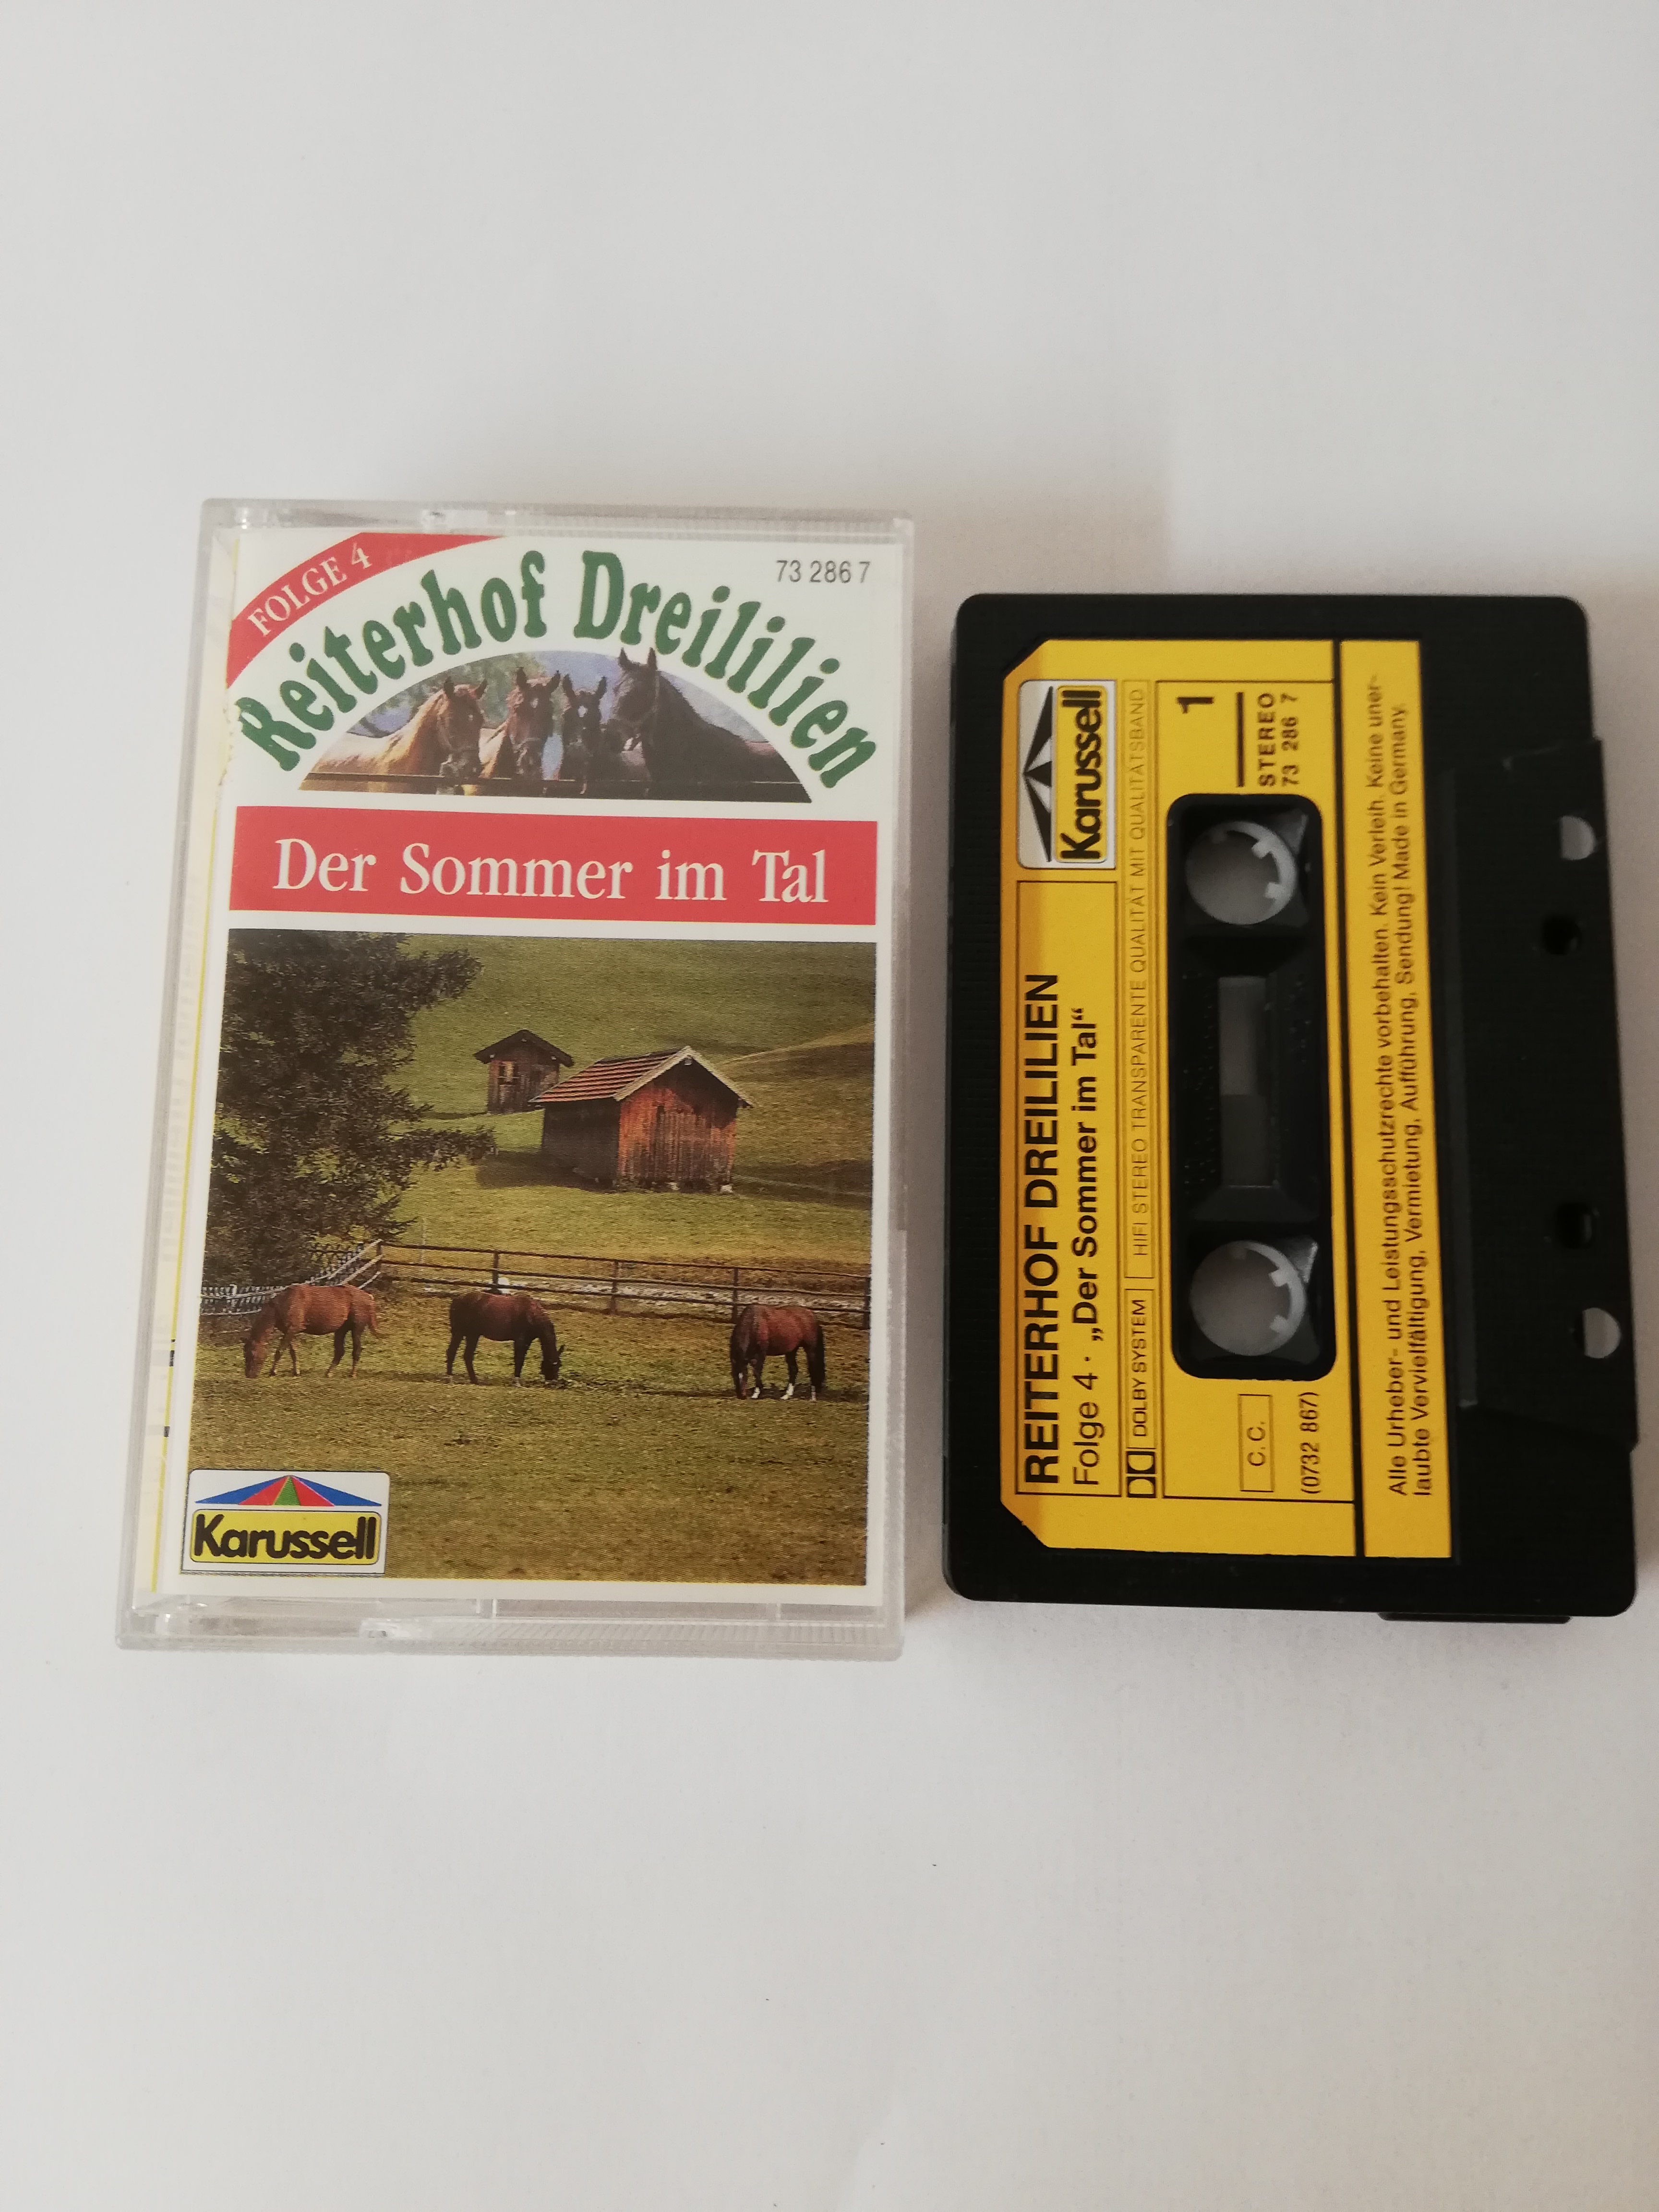 FOLGE 4
Reiterhof Dreililien
73 286 7
Der Sommer im Tal
Karussell
Karussell
REITERHOF DREILILIEN
Folge 4 · „Der Sommer im Tal“
DOLBY SYSTEM HIFI STEREO TRANSPARENTE QUALITÄT MIT QUALITÄTSBAND
1
STEREO
73 286 7
C.C.
(0732 867)
Alle Urheber- und Leistungsschutzrechte vorbehalten. Kein Verleih. Keine uner-
laubte Vervielfältigung, Vermietung, Aufführung, Sendung! Made in Germany.